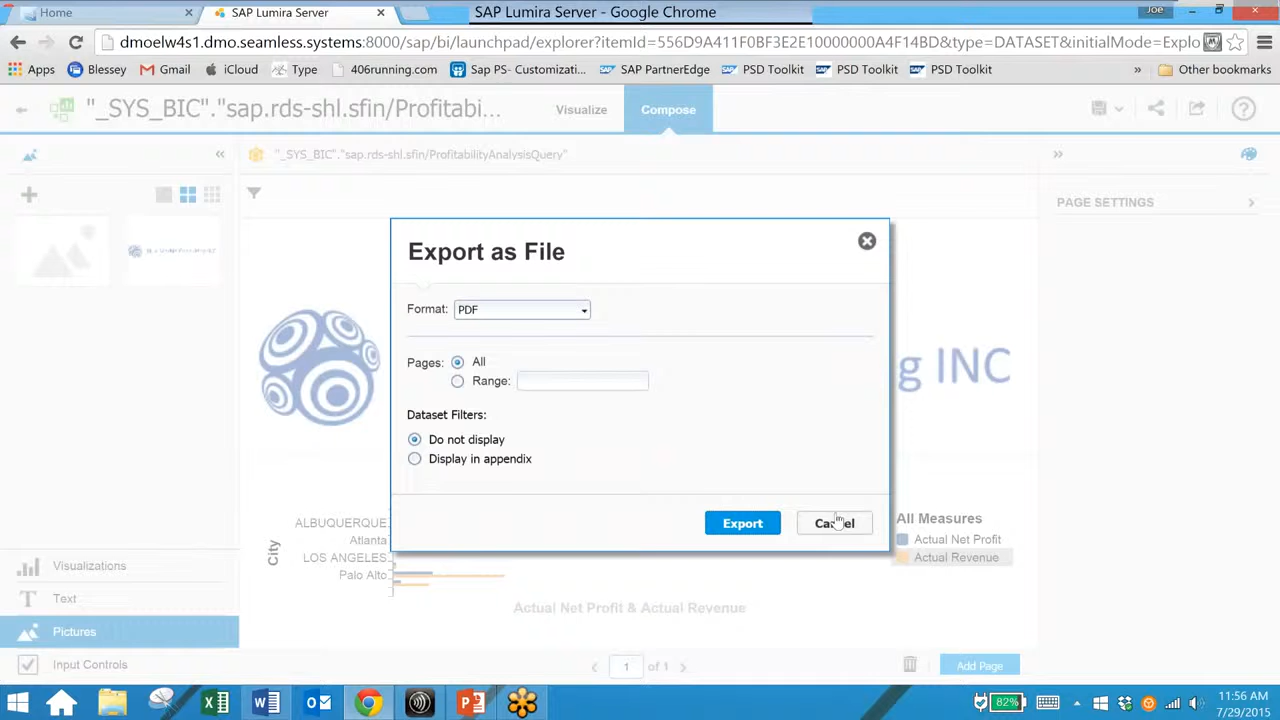 Home
SAP Lumira Server
SAP Lumira Server - Google Chrome
Joe
dmoelw4s1.dmo.seamless.systems:8000/sap/bi/launchpad/explorer?itemId=556D9A411F0BF3E2E10000000A4F14BD&type=DATASET&initialMode=Explo
Apps
Blessey
Gmail
iCloud
Type
406running.com
Sap PS- Customizati...
SAP PartnerEdge
PSD Toolkit
PSD Toolkit
PSD Toolkit
Other bookmarks
"_SYS_BIC"."sap.rds-shl.sfin/Profitabi...
Visualize
Compose
"_SYS_BIC"."sap.rds-shl.sfin/ProfitabilityAnalysisQuery"
PAGE SETTINGS
Export as File
Format: PDF
Pages: All
Range:
Dataset Filters:
Do not display
Display in appendix
Export
g INC
City
ALBUQUERQUE
Atlanta
LOS ANGELES
Palo Alto
All Measures
Actual Net Profit
Actual Revenue
Actual Net Profit & Actual Revenue
Visualizations
Text
Pictures
Input Controls
1 of 1
Add Page
82%
11:56 AM
7/29/2015